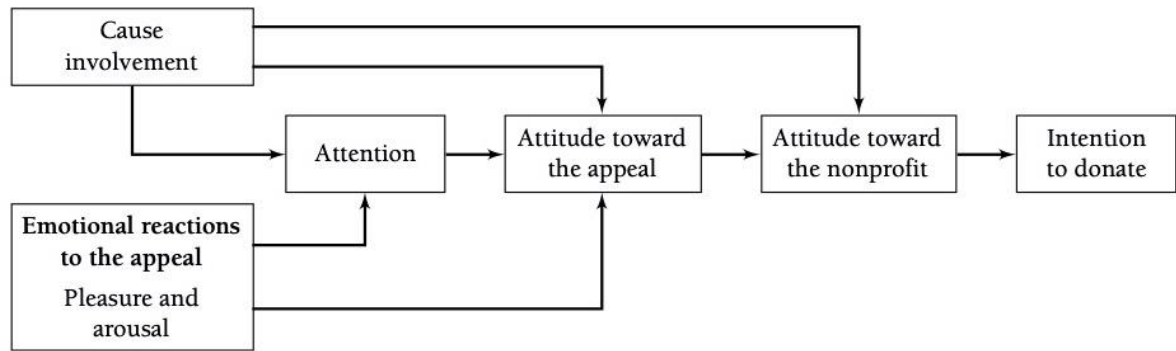 Cause
involvement
Attention
Attitude toward
the appeal
Attitude toward
the nonprofit
Intention
to donate
Emotional reactions
to the appeal
Pleasure and
arousal